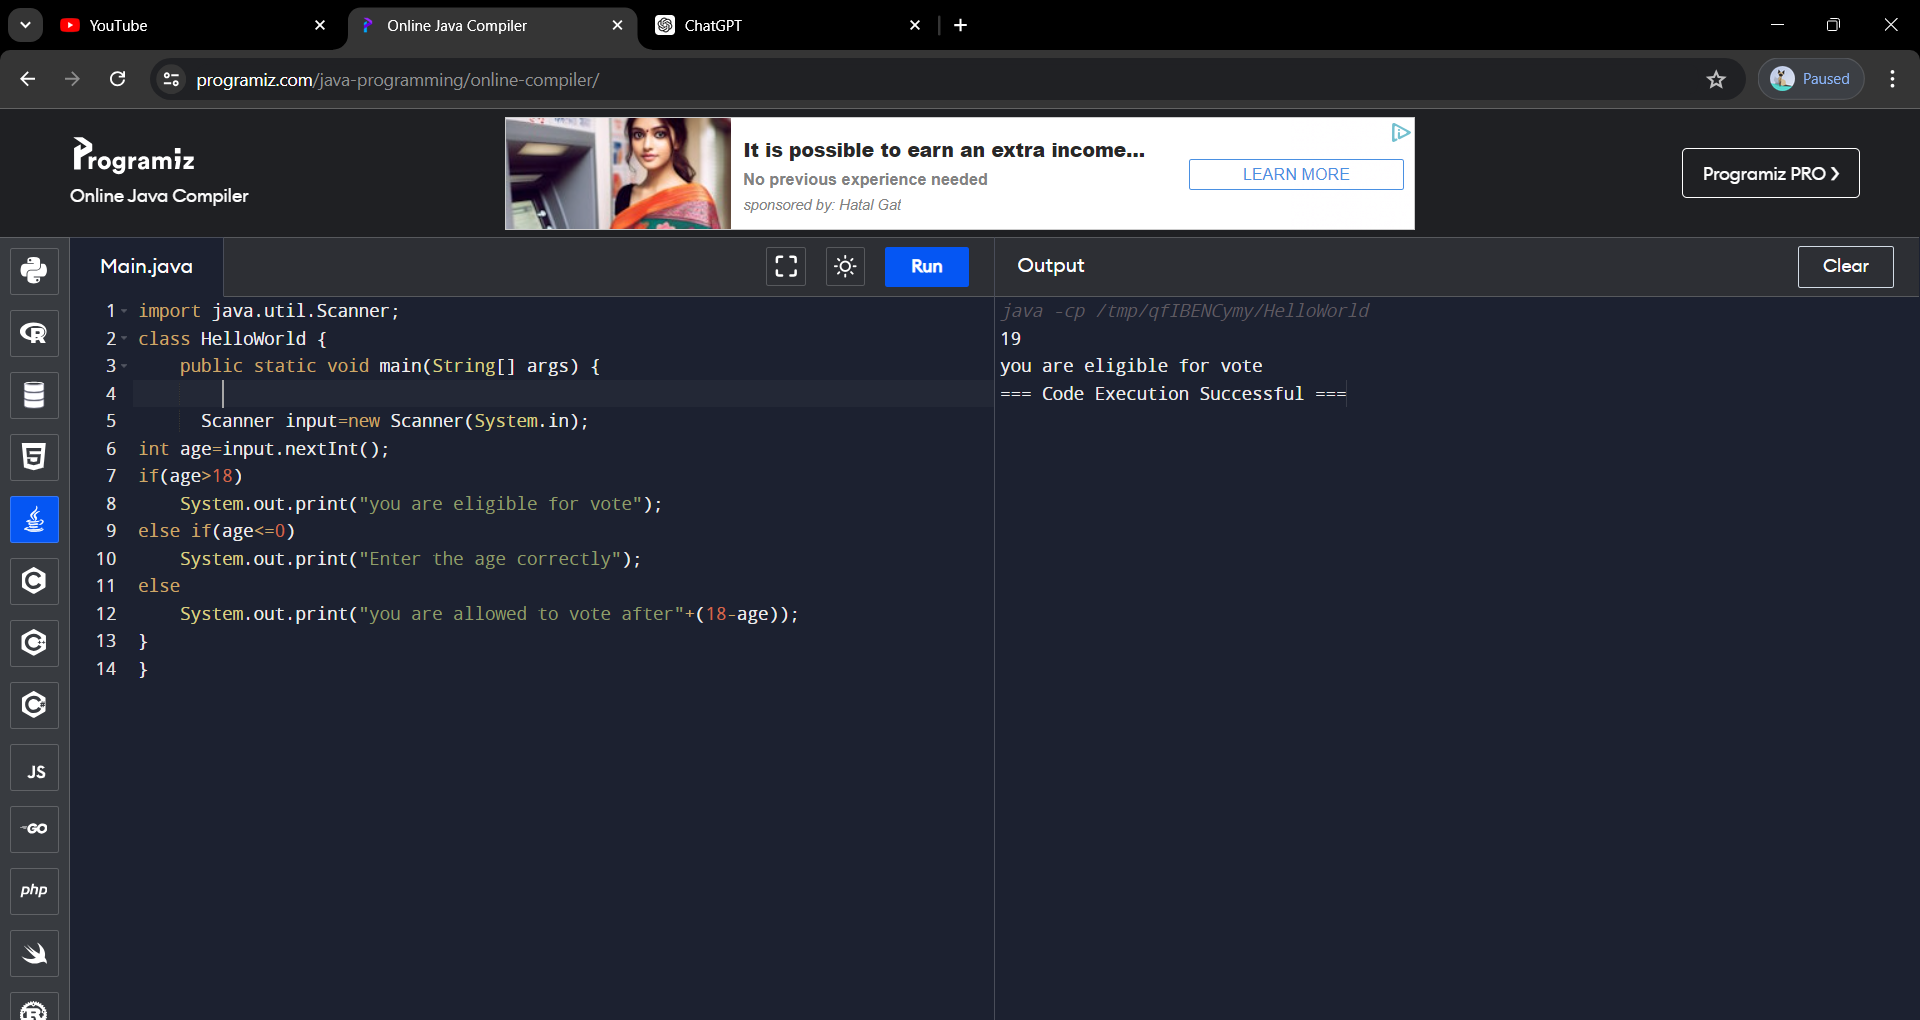 YouTube
Online Java Compiler
ChatGPT
programiz.com/java-programming/online-compiler/
Paused
Programiz
Online Java Compiler
It is possible to earn an extra income...
No previous experience needed
sponsored by: Hatal Gat
LEARN MORE
Programiz PRO ❯
Main.java
Run
Output
Clear
1 import java.util.Scanner;
2 class HelloWorld {
3 public static void main(String[] args) {
4
5 Scanner input=new Scanner(System.in);
6 int age=input.nextInt();
7 if(age>18)
8 System.out.print("you are eligible for vote");
9 else if(age<=0)
10 System.out.print("Enter the age correctly");
11 else
12 System.out.print("you are allowed to vote after"+(18-age));
13 }
14 }
java -cp /tmp/qfIBENCymy/HelloWorld
19
you are eligible for vote
=== Code Execution Successful ===
R
5
C
C++
C#
JS
GO
php
R